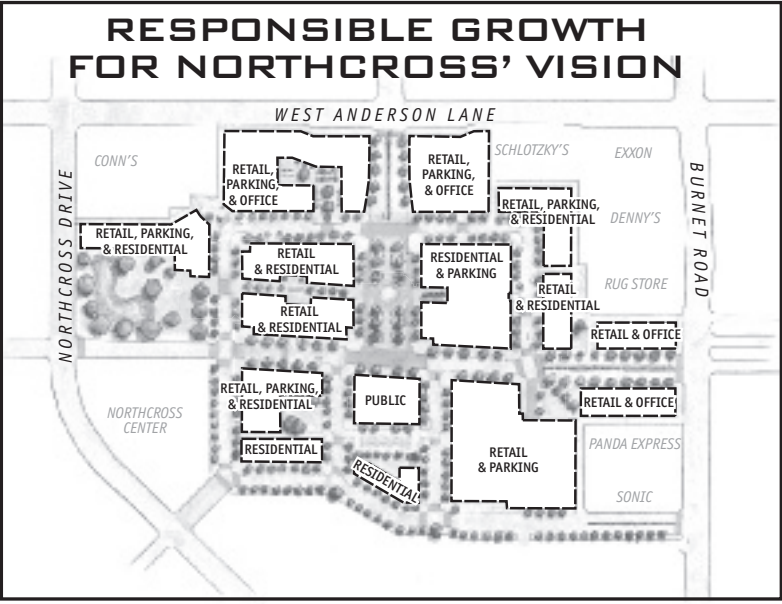 RESPONSIBLE GROWTH
FOR NORTHCROSS' VISION
WEST ANDERSON LANE
CONN'S
RETAIL,
PARKING,
& OFFICE
RETAIL,
PARKING,
& OFFICE
SCHLOTZKY'S
EXXON
NORTHCROSS DRIVE
BURNET ROAD
RETAIL, PARKING,
& RESIDENTIAL
RETAIL, PARKING,
& RESIDENTIAL
DENNY'S
RETAIL
& RESIDENTIAL
RESIDENTIAL
& PARKING
RETAIL
& RESIDENTIAL
RUG STORE
RETAIL
& RESIDENTIAL
RETAIL & OFFICE
RETAIL, PARKING,
& RESIDENTIAL
PUBLIC
RETAIL & OFFICE
NORTHCROSS
CENTER
RESIDENTIAL
RESIDENTIAL
RETAIL
& PARKING
PANDA EXPRESS
SONIC